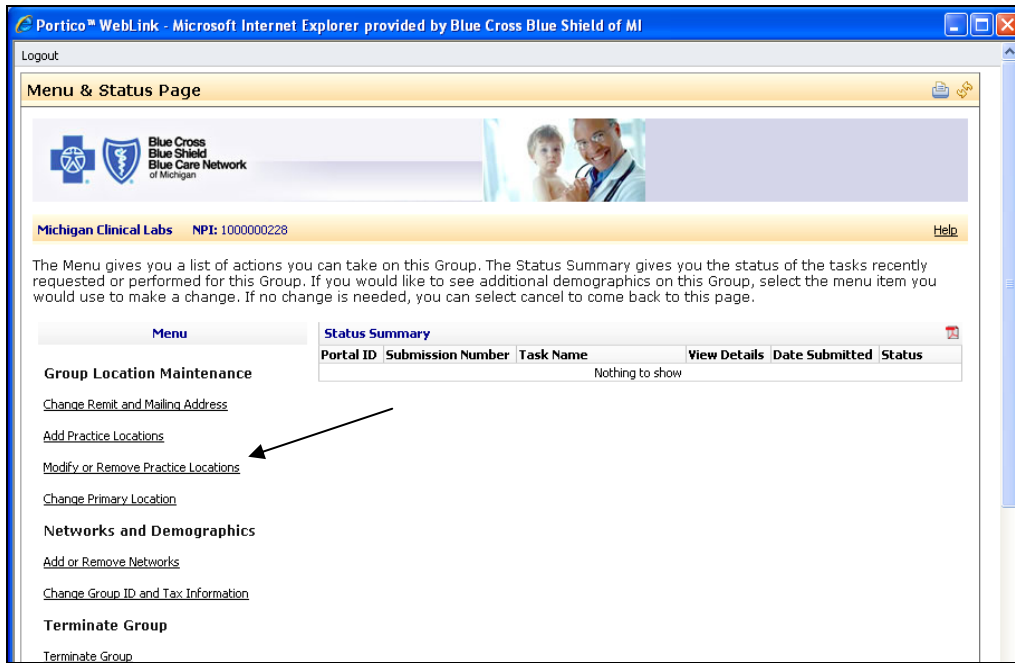 Portico™ WebLink - Microsoft Internet Explorer provided by Blue Cross Blue Shield of MI
Logout
Menu & Status Page
Blue Cross
Blue Shield
Blue Care Network
of Michigan
Michigan Clinical Labs NPI: 1000000228 Help
The Menu gives you a list of actions you can take on this Group. The Status Summary gives you the status of the tasks recently
requested or performed for this Group. If you would like to see additional demographics on this Group, select the menu item you
would use to make a change. If no change is needed, you can select cancel to come back to this page.
Menu
Status Summary
Portal ID Submission Number Task Name View Details Date Submitted Status
Nothing to show
Group Location Maintenance
Change Remit and Mailing Address
Add Practice Locations
Modify or Remove Practice Locations
Change Primary Location
Networks and Demographics
Add or Remove Networks
Change Group ID and Tax Information
Terminate Group
Terminate Group